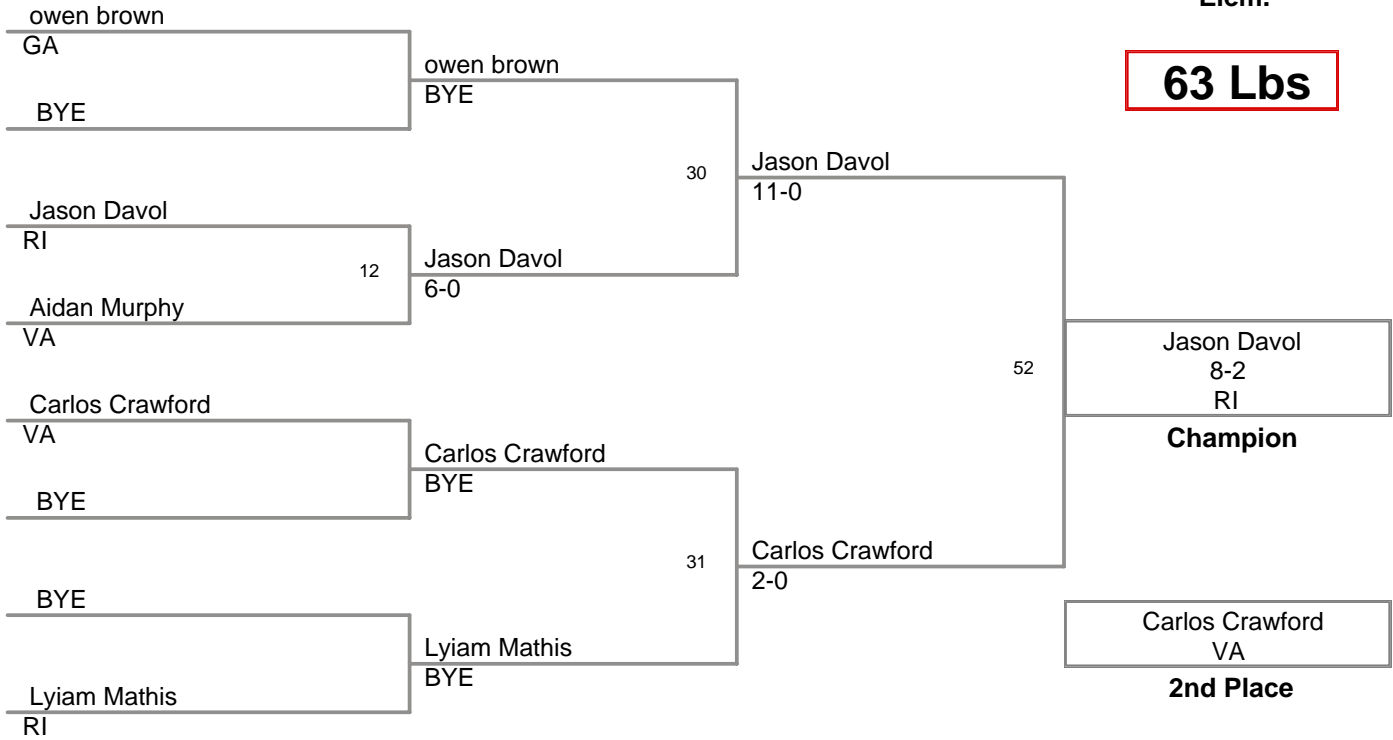 Elem.
63 Lbs
owen brown
GA
BYE
Jason Davol
RI
Aidan Murphy
VA
Carlos Crawford
VA
BYE
BYE
Lyiam Mathis
RI
owen brown
BYE
12
Jason Davol
6-0
Carlos Crawford
BYE
Lyiam Mathis
BYE
30
Jason Davol
11-0
31
Carlos Crawford
2-0
52
Jason Davol
8-2
RI
Champion
Carlos Crawford
VA
2nd Place